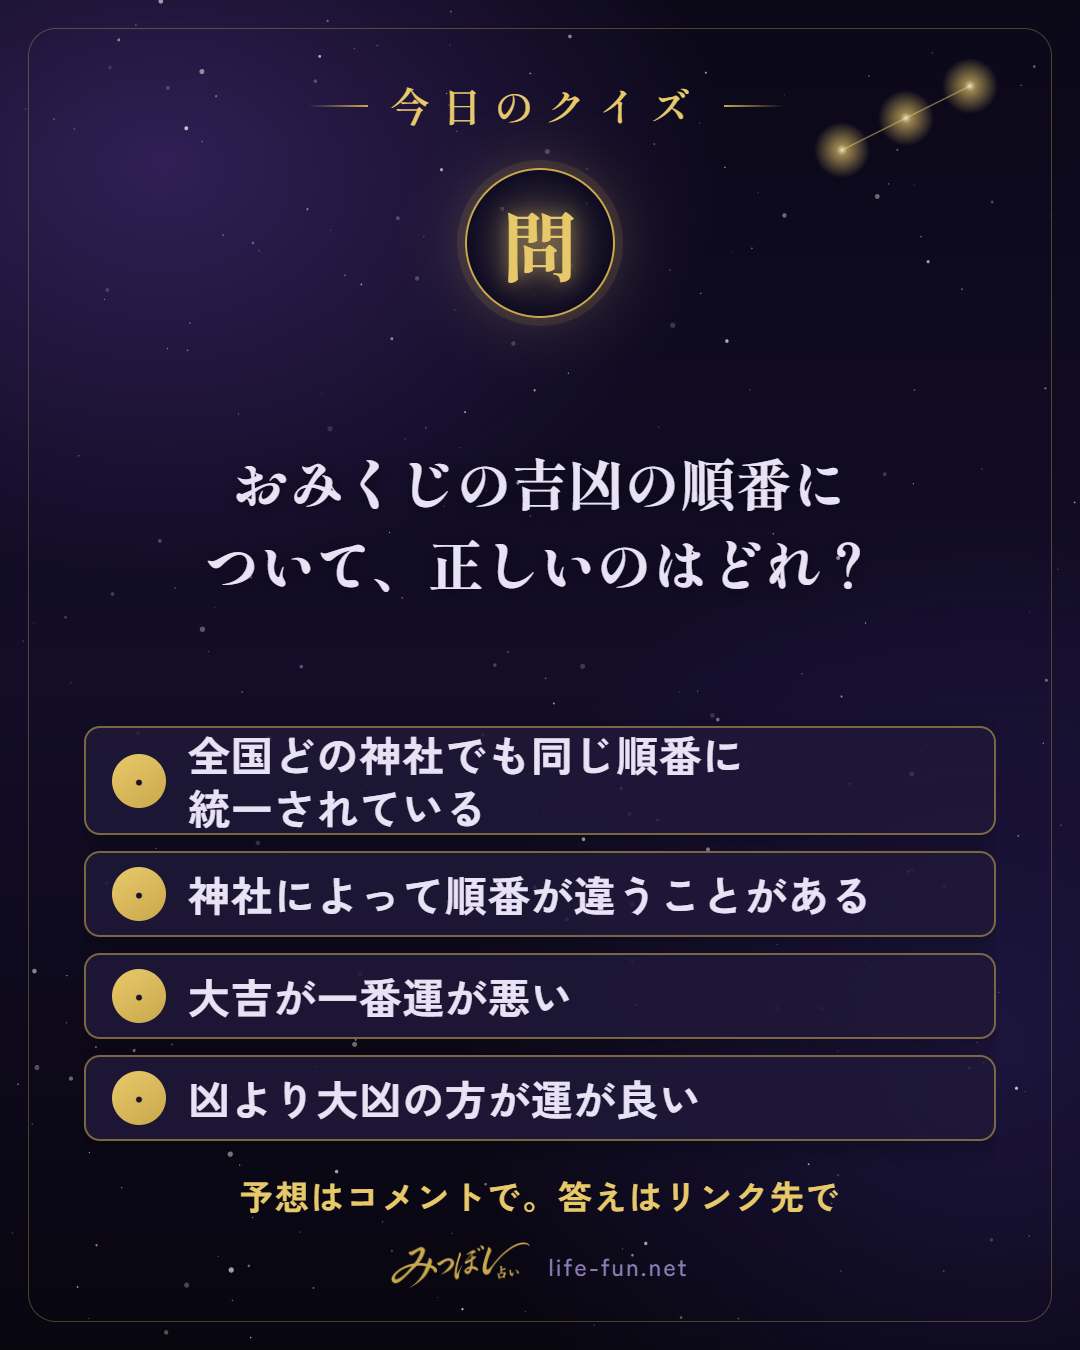 今日のクイズ
問
おみくじの吉凶の順番に
ついて、正しいのはどれ？
・ 全国どの神社でも同じ順番に
統一されている
・ 神社によって順番が違うことがある
・ 大吉が一番運が悪い
・ 凶より大凶の方が運が良い
予想はコメントで。答えはリンク先で
みつぼし占い life-fun.net